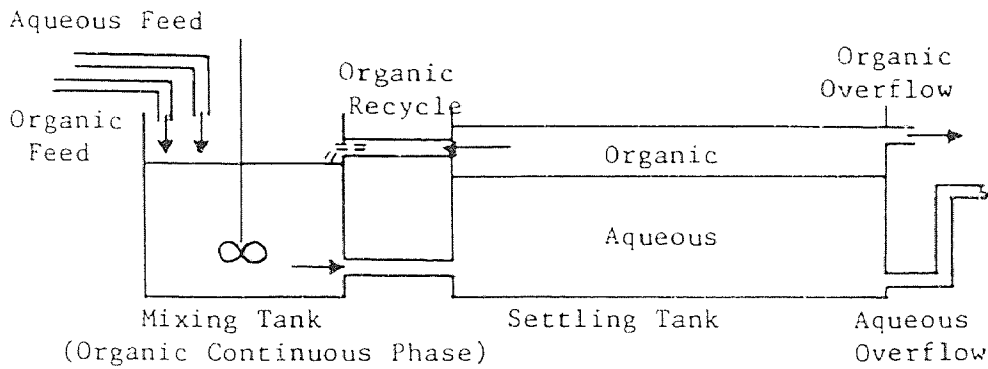 Aqueous Feed
Organic
Feed
Organic
Recycle
Organic
Overflow
Organic
Aqueous
Mixing Tank
(Organic Continuous Phase)
Settling Tank
Aqueous
Overflow